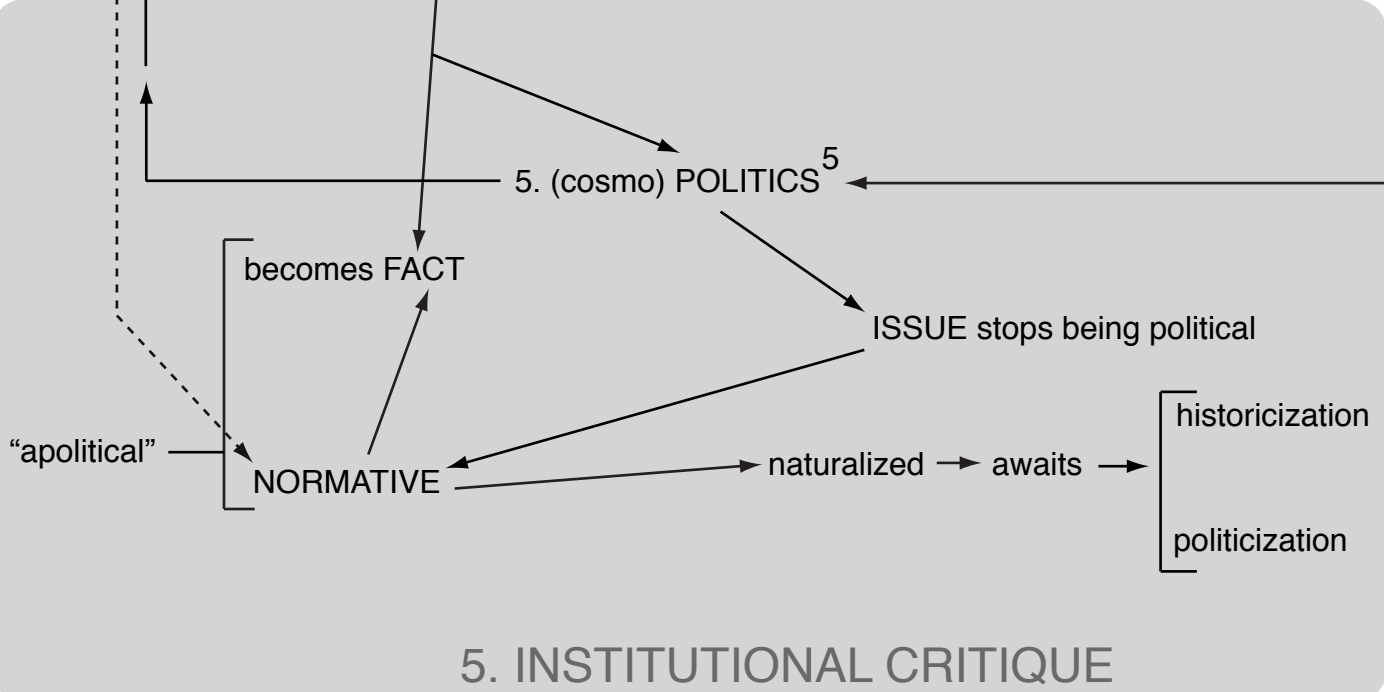 5. (cosmo) POLITICS5
becomes FACT
ISSUE stops being political
historicization
“apolitical”
NORMATIVE
naturalized
awaits
politicization
5. INSTITUTIONAL CRITIQUE